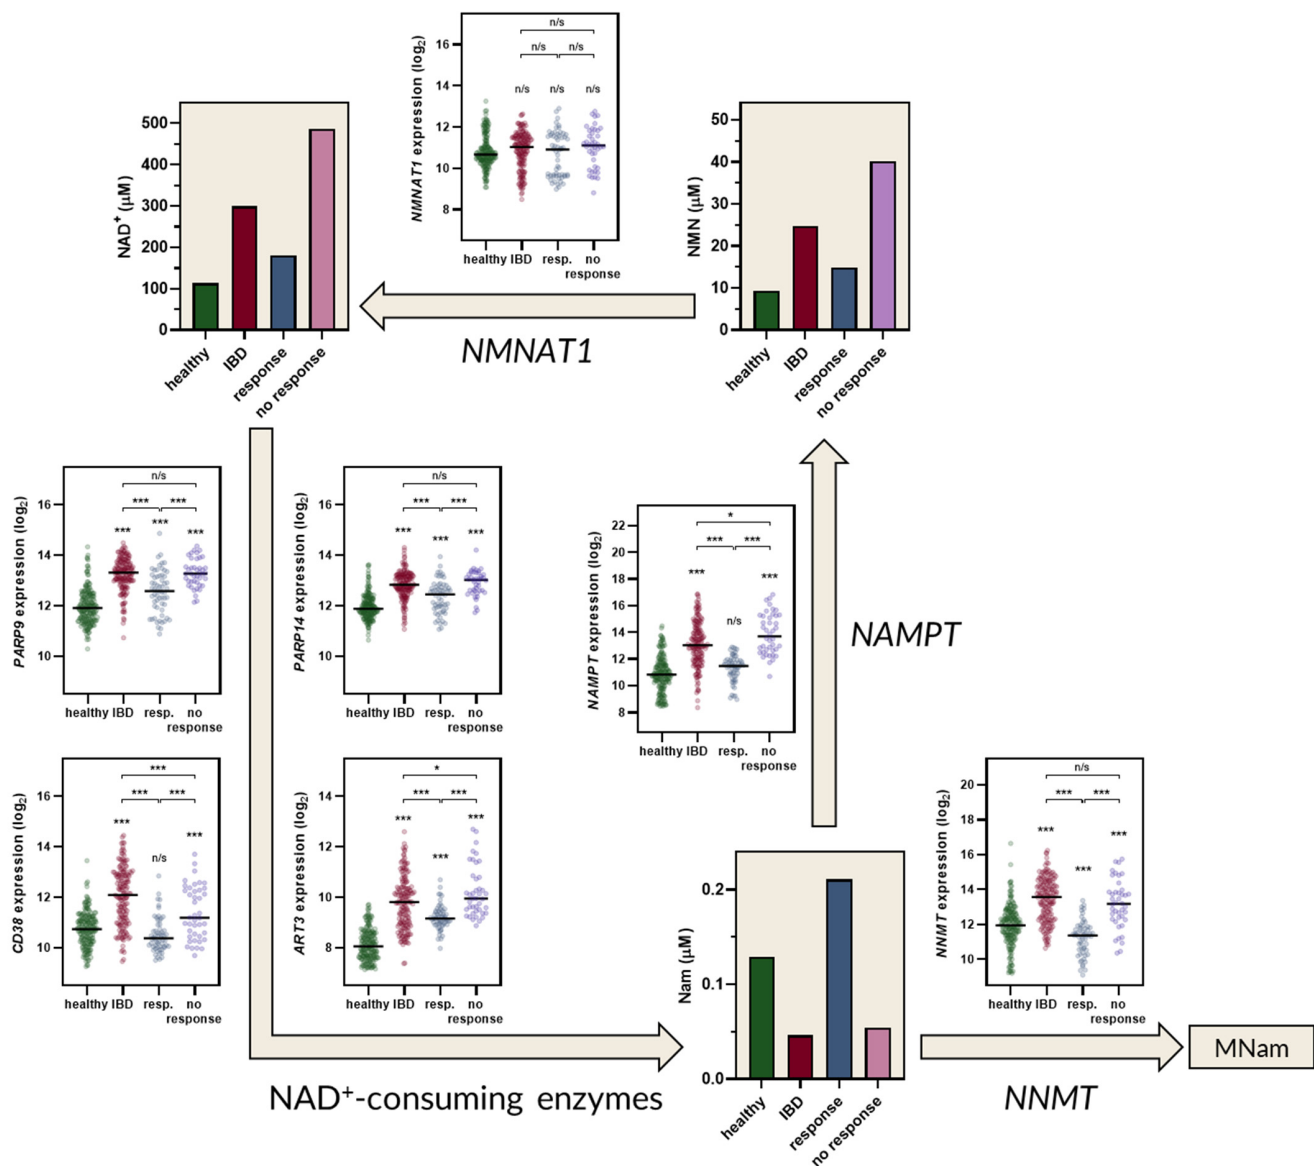 NMNAT1 expression (log2)
16
14
12
10
8
n/s
n/s n/s
n/s n/s n/s
healthy IBD resp. no
response
NAD+ (μM)
500
400
300
200
100
0
healthy
IBD
response
no response
NMNAT1
NMN (μM)
50
40
30
20
10
0
healthy
IBD
response
no response
PARP9 expression (log2)
16
14
12
10
n/s
*** ***
*** *** ***
healthy IBD resp. no
response
PARP14 expression (log2)
16
14
12
10
n/s
*** ***
*** *** ***
healthy IBD resp. no
response
NAMPT expression (log2)
22
20
18
16
14
12
10
8
*
*** ***
*** n/s ***
healthy IBD resp. no
response
NAMPT
CD38 expression (log2)
16
14
12
10
***
*** ***
*** n/s ***
healthy IBD resp. no
response
ART3 expression (log2)
14
12
10
8
*
*** ***
*** *** ***
healthy IBD resp. no
response
NNMT expression (log2)
20
18
16
14
12
10
n/s
*** ***
*** *** ***
healthy IBD resp. no
response
Nam (μM)
0.2
0.1
0.0
healthy
IBD
response
no response
NAD+-consuming enzymes
NNMT
MNam